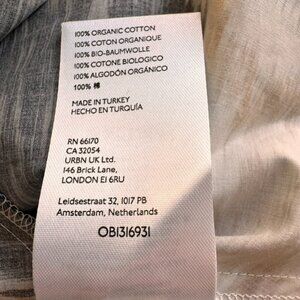 100% ORGANIC COTTON
100% COTON ORGANIQUE
100% BIO-BAUMWOLLE
100% COTONE BIOLOGICO
100% ALGODÓN ORGÁNICO
100% 棉
MADE IN TURKEY
HECHO EN TURQUÍA
RN 66170
CA 32054
URBN UK Ltd.
146 Brick Lane,
LONDON E1 6RU
Leidsestraat 32, 1017 PB
Amsterdam, Netherlands
OB1316931